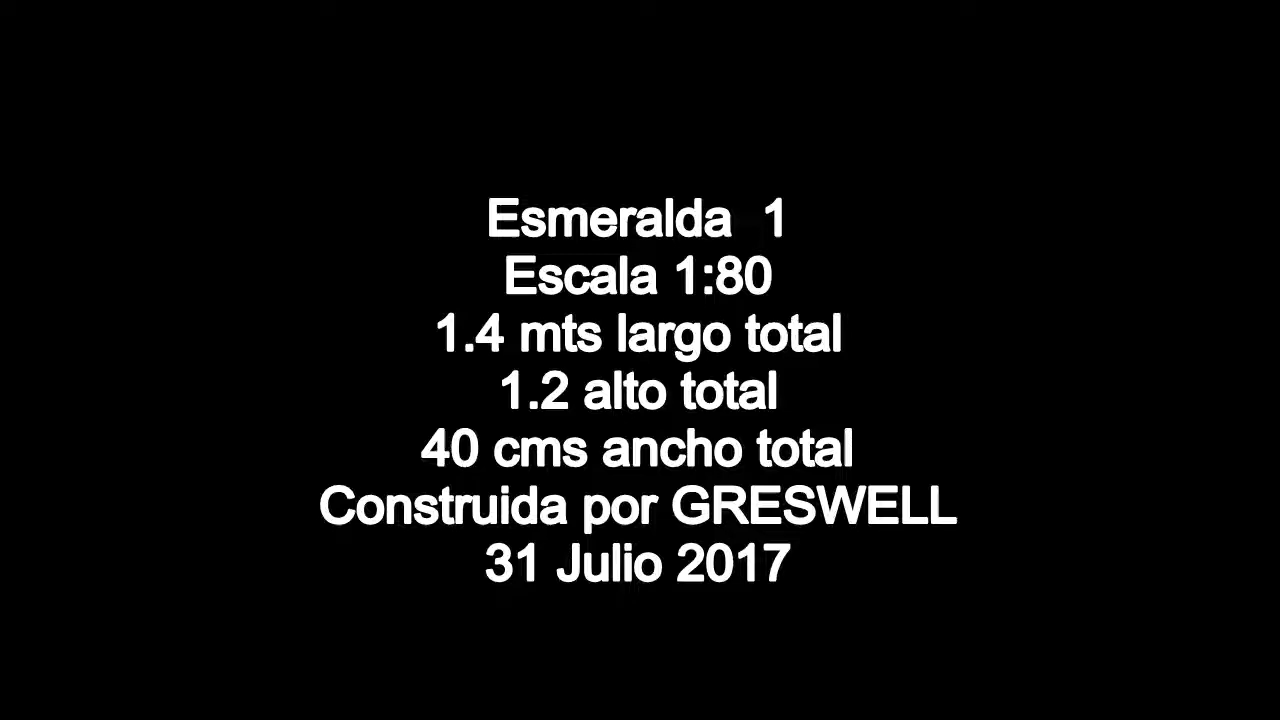 Esmeralda  1
Escala 1:80
1.4 mts largo total
1.2 alto total
40 cms ancho total
Construida por GRESWELL
31 Julio 2017